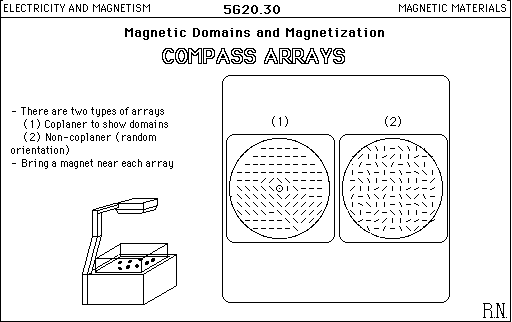 ELECTRICITY AND MAGNETISM
5G20.30
MAGNETIC MATERIALS
Magnetic Domains and Magnetization
COMPASS ARRAYS
- There are two types of arrays
(1) Coplaner to show domains
(2) Non-coplaner (random
orientation)
- Bring a magnet near each array
(1)
(2)
R.N.